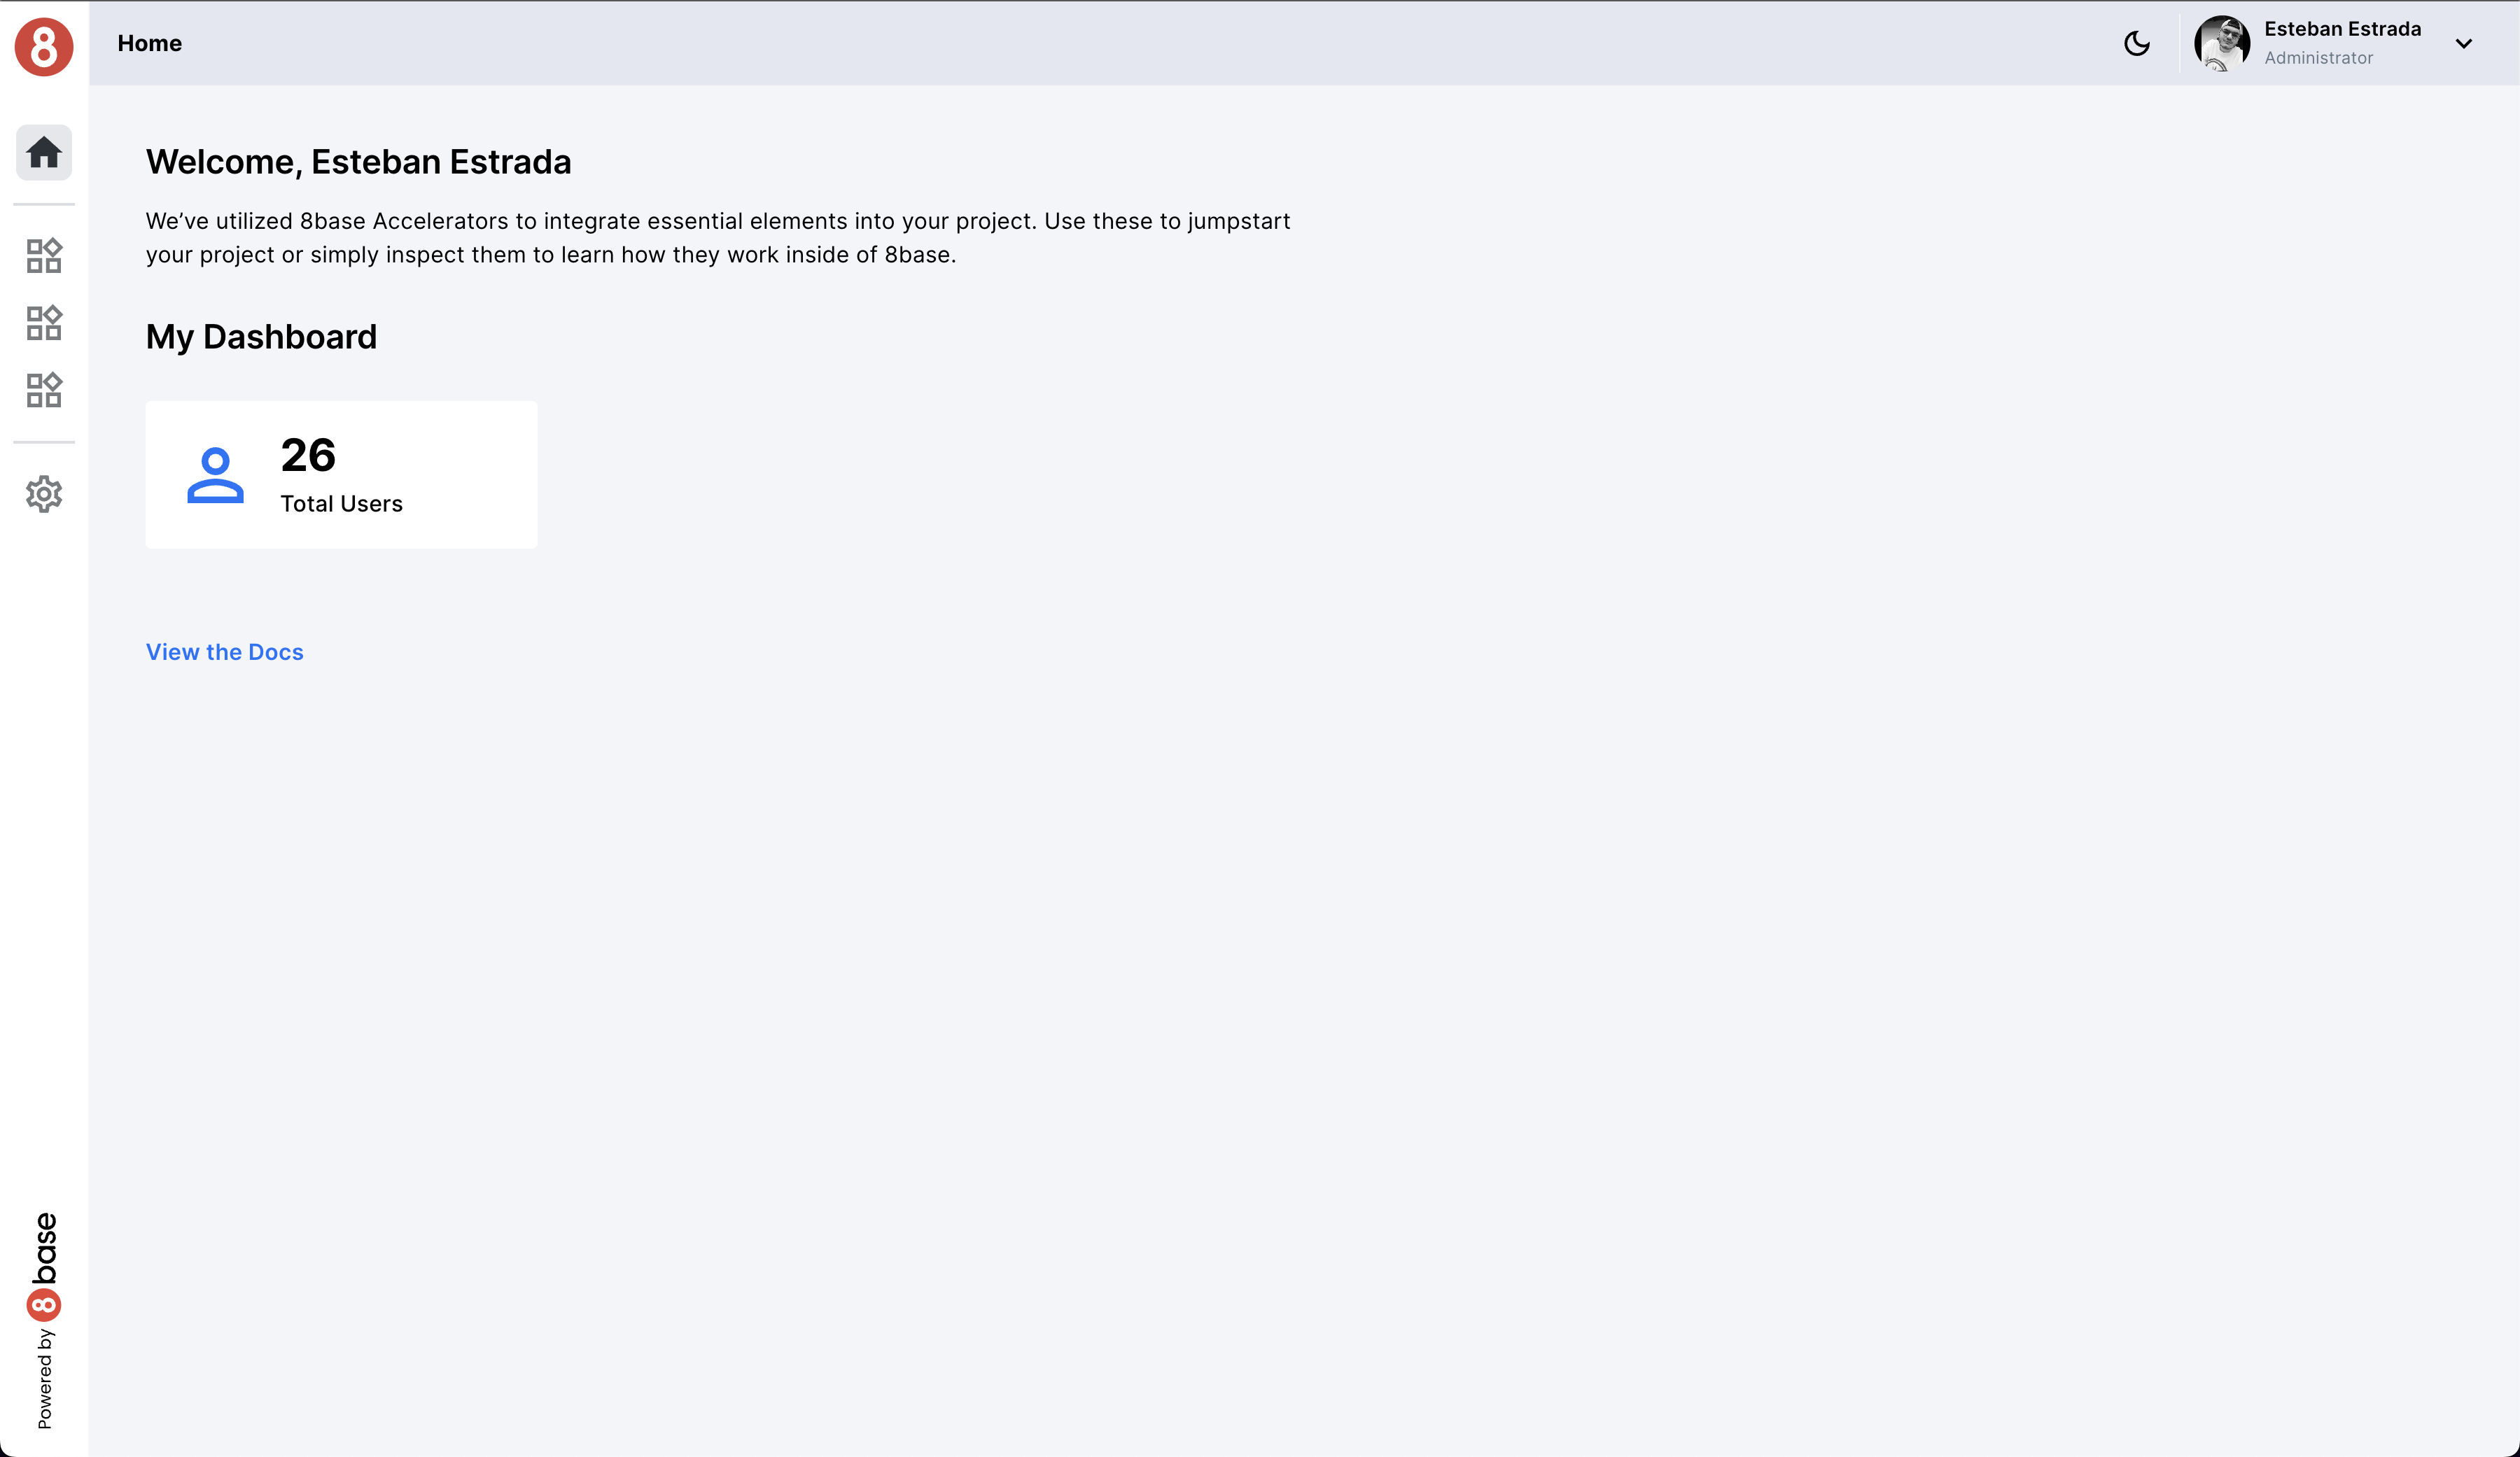 8
Home
Esteban Estrada
Administrator
Welcome, Esteban Estrada
We’ve utilized 8base Accelerators to integrate essential elements into your project. Use these to jumpstart
your project or simply inspect them to learn how they work inside of 8base.
My Dashboard
26
Total Users
View the Docs
Powered by 8base